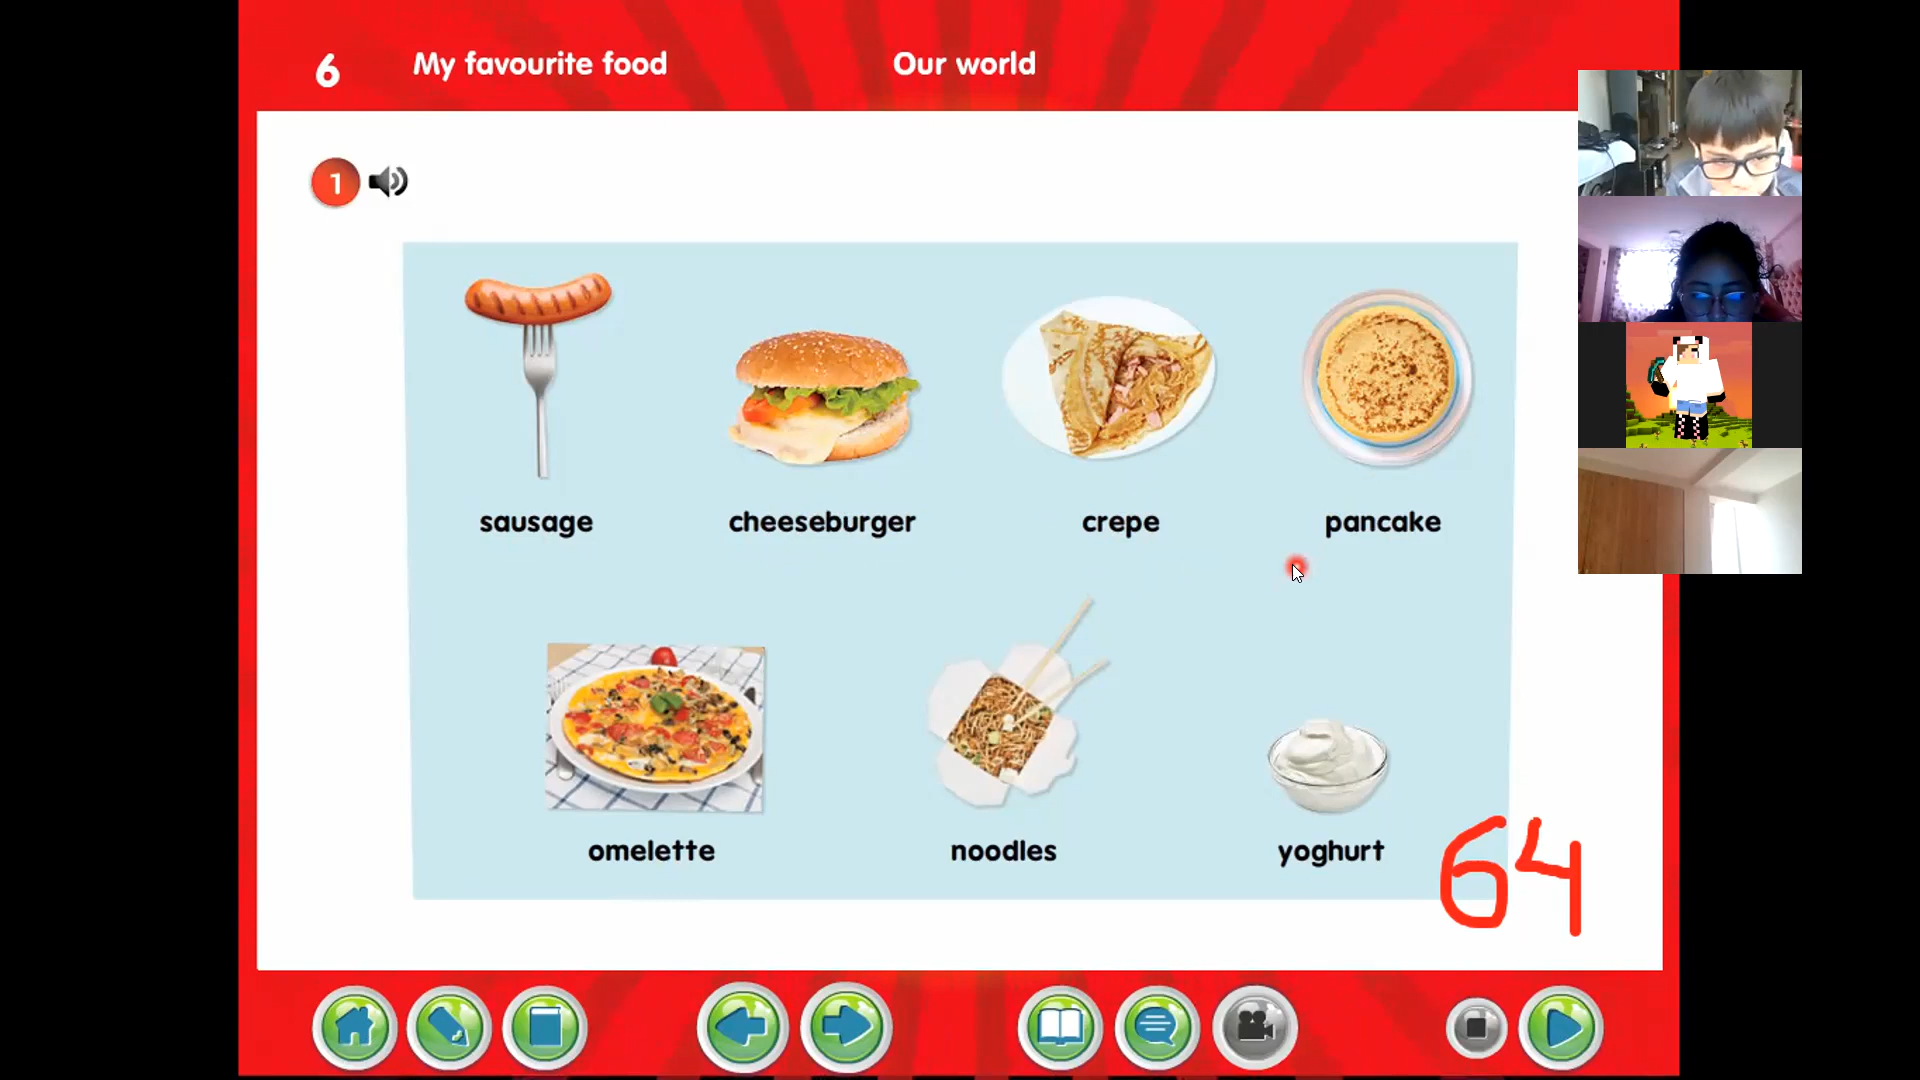 6 My favourite food Our world
1
sausage cheeseburger crepe pancake
omelette noodles yoghurt
64